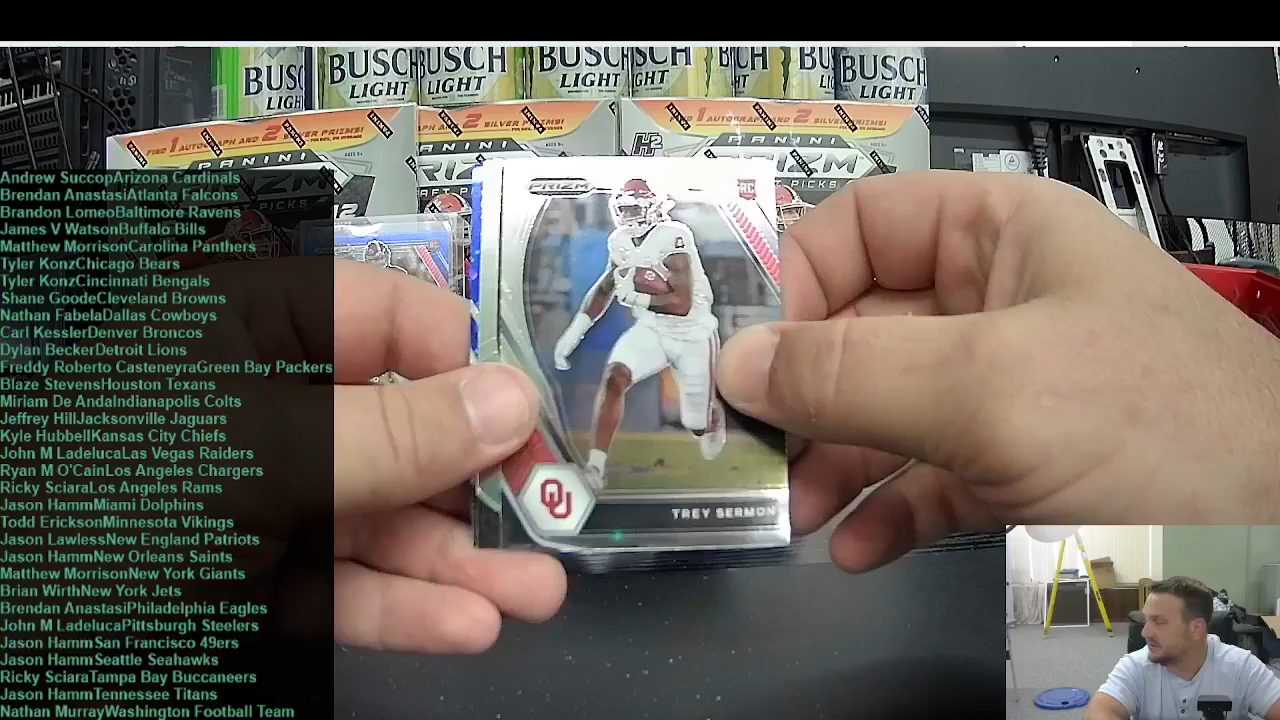 BUSCH LIGHT
BUSCH LIGHT
BUSCH LIGHT
BUSCH LIGHT
BUSCH LIGHT
FIND 1 AUTOGRAPH AND 2 SILVER PRIZMS!
PANINI
PRIZM
H2
PRIZM
RC
OU
TREY SERMON
Andrew SuccopArizona Cardinals
Brendan AnastasiAtlanta Falcons
Brandon LomeoBaltimore Ravens
James V WatsonBuffalo Bills
Matthew MorrisonCarolina Panthers
Tyler KonzChicago Bears
Tyler KonzCincinnati Bengals
Shane GoodeCleveland Browns
Nathan FabelaDallas Cowboys
Carl KesslerDenver Broncos
Dylan BeckerDetroit Lions
Freddy Roberto CasteneyraGreen Bay Packers
Blaze StevensHouston Texans
Miriam De AndaIndianapolis Colts
Jeffrey HillJacksonville Jaguars
Kyle HubbellKansas City Chiefs
John M LadelucaLas Vegas Raiders
Ryan M O'CainLos Angeles Chargers
Ricky SciaraLos Angeles Rams
Jason HammMiami Dolphins
Todd EricksonMinnesota Vikings
Jason LawlessNew England Patriots
Jason HammNew Orleans Saints
Matthew MorrisonNew York Giants
Brian WirthNew York Jets
Brendan AnastasiPhiladelphia Eagles
John M LadelucaPittsburgh Steelers
Jason HammSan Francisco 49ers
Jason HammSeattle Seahawks
Ricky SciaraTampa Bay Buccaneers
Jason HammTennessee Titans
Nathan MurrayWashington Football Team